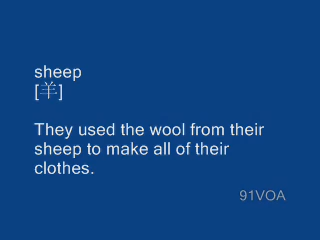 sheep
[羊]
They used the wool from their
sheep to make all of their
clothes.
91VOA